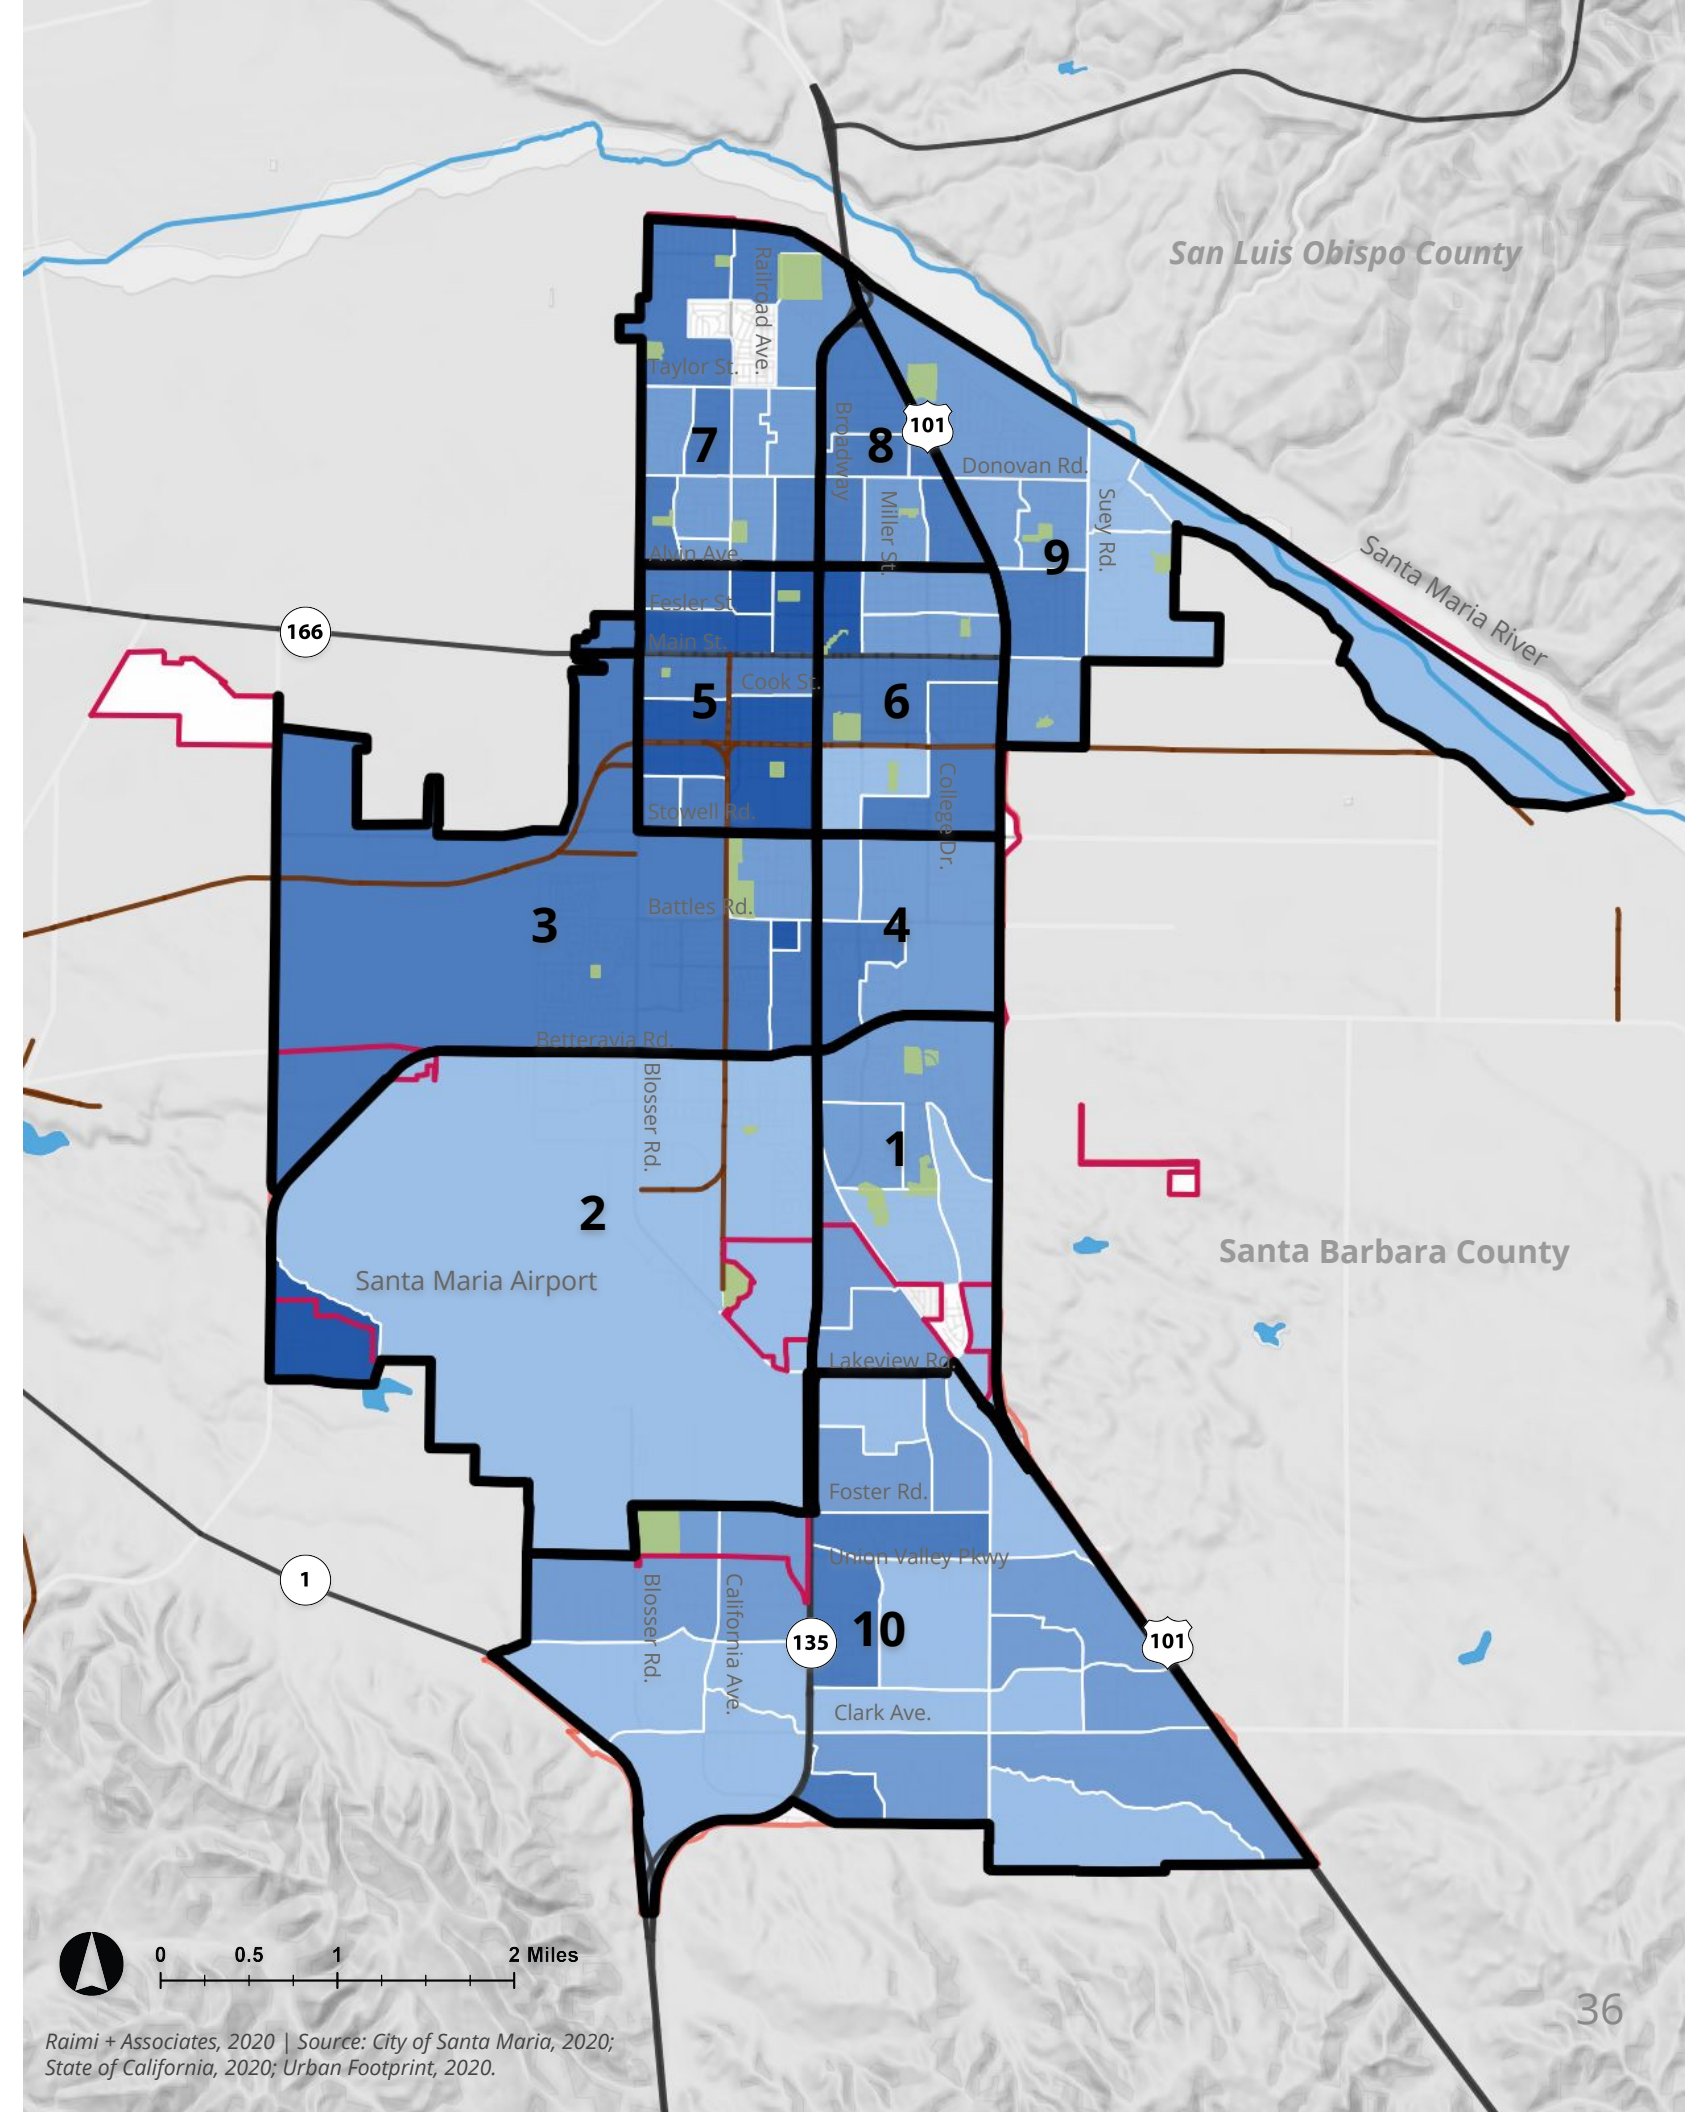 San Luis Obispo County
Railroad Ave.
Taylor St.
Broadway
7
8
101
Donovan Rd.
Miller St.
Suey Rd.
Alvin Ave.
9
Santa Maria River
Fesler St.
166
Main St.
Cook St.
5
6
College Dr.
Stowell Rd.
Battles Rd.
3
4
Betteravia Rd.
Blosser Rd.
1
2
Santa Barbara County
Santa Maria Airport
Lakeview Rd.
Foster Rd.
Union Valley Pkwy
1
Blosser Rd.
California Ave.
10
135
101
Clark Ave.
0 0.5 1 2 Miles
36
Raimi + Associates, 2020 | Source: City of Santa Maria, 2020;
State of California, 2020; Urban Footprint, 2020.